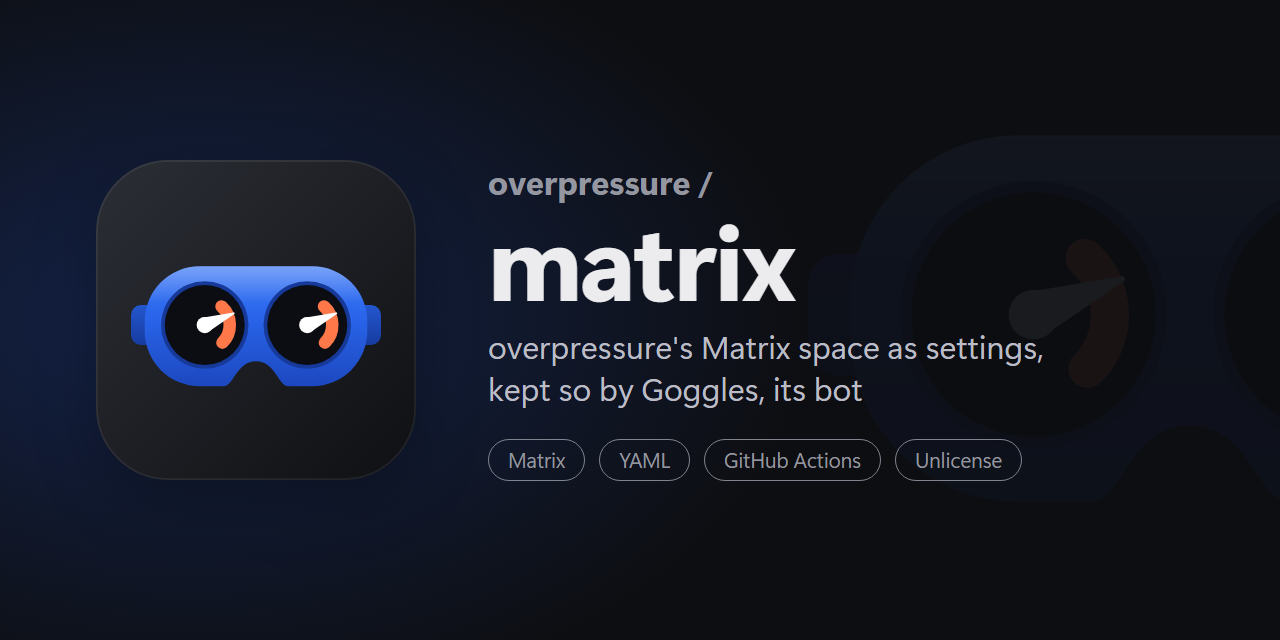 overpressure /
matrix
overpressure's Matrix space as settings,
kept so by Goggles, its bot
Matrix YAML GitHub Actions Unlicense